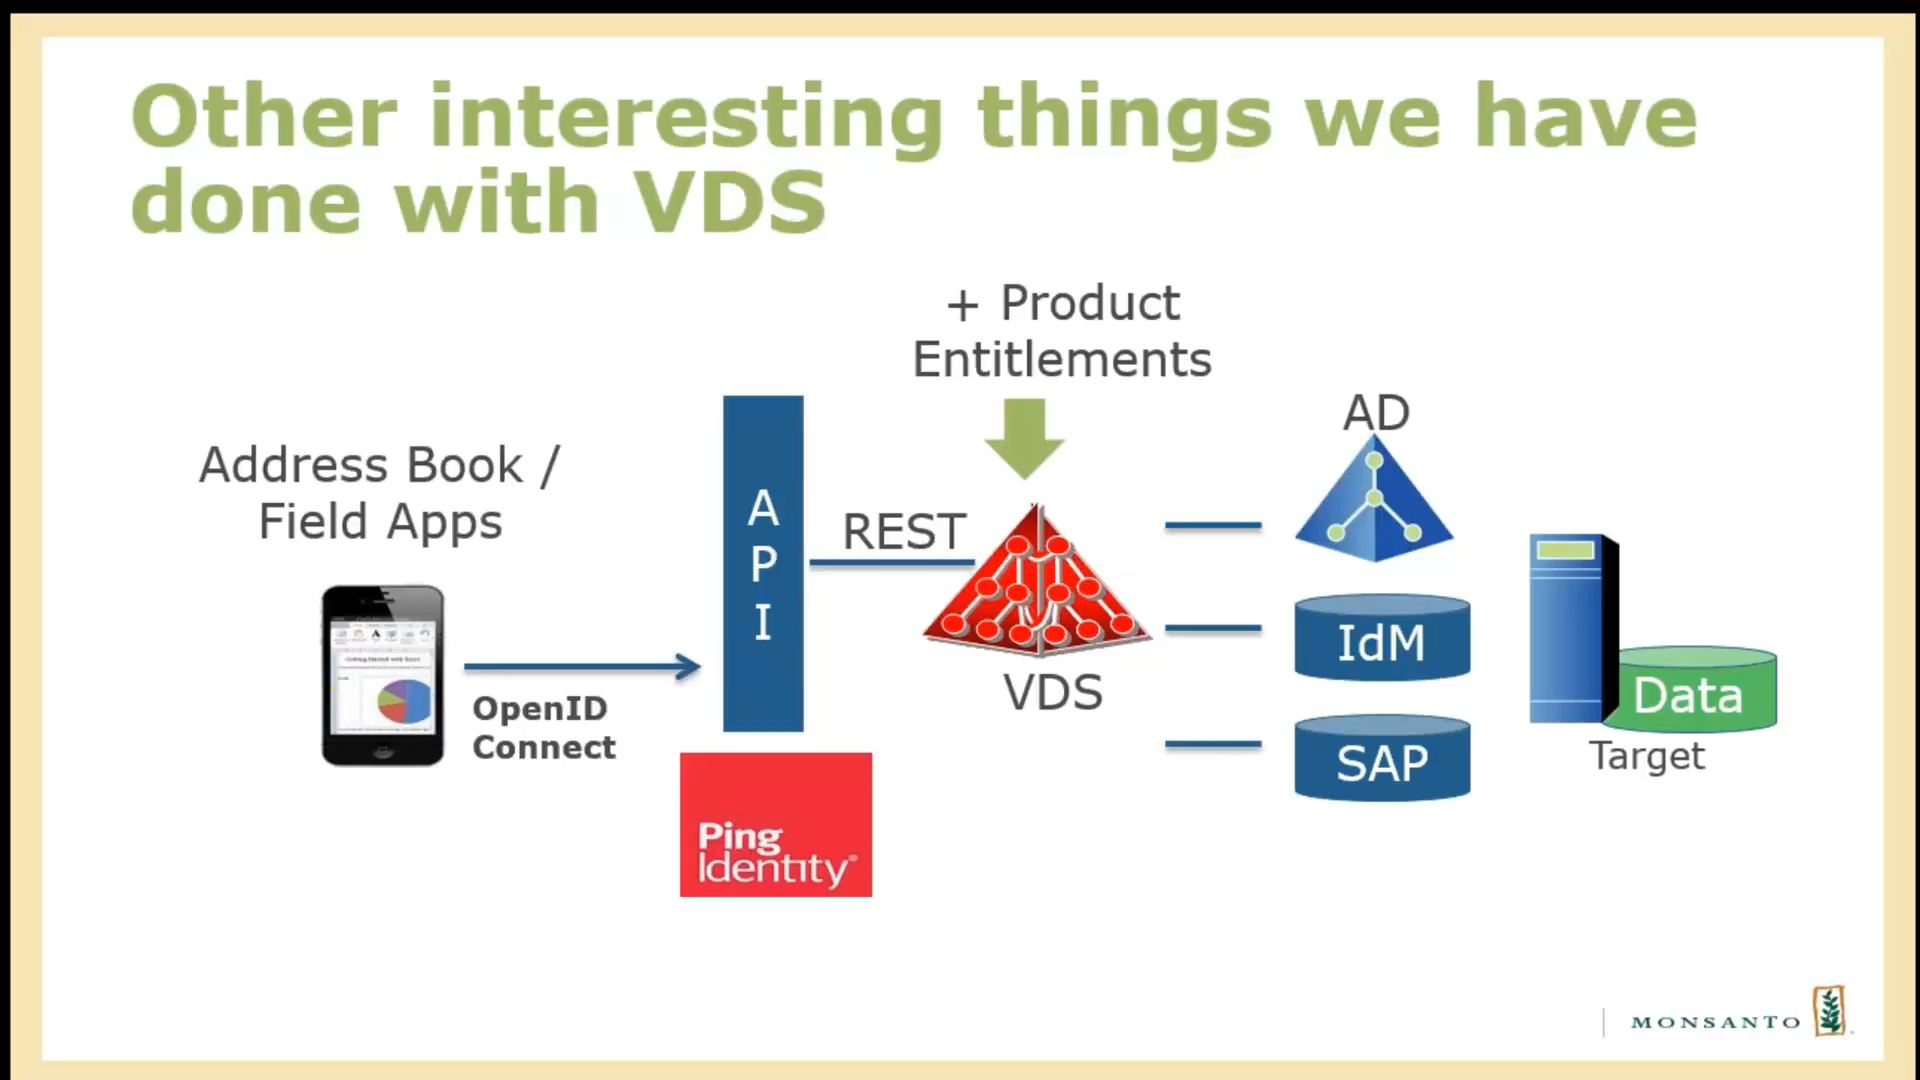 Other interesting things we have
done with VDS
+ Product
Entitlements
AD
Address Book /
Field Apps
A
P
I
REST
IdM
VDS
Data
OpenID
Connect
SAP
Target
Ping
Identity®
MONSANTO